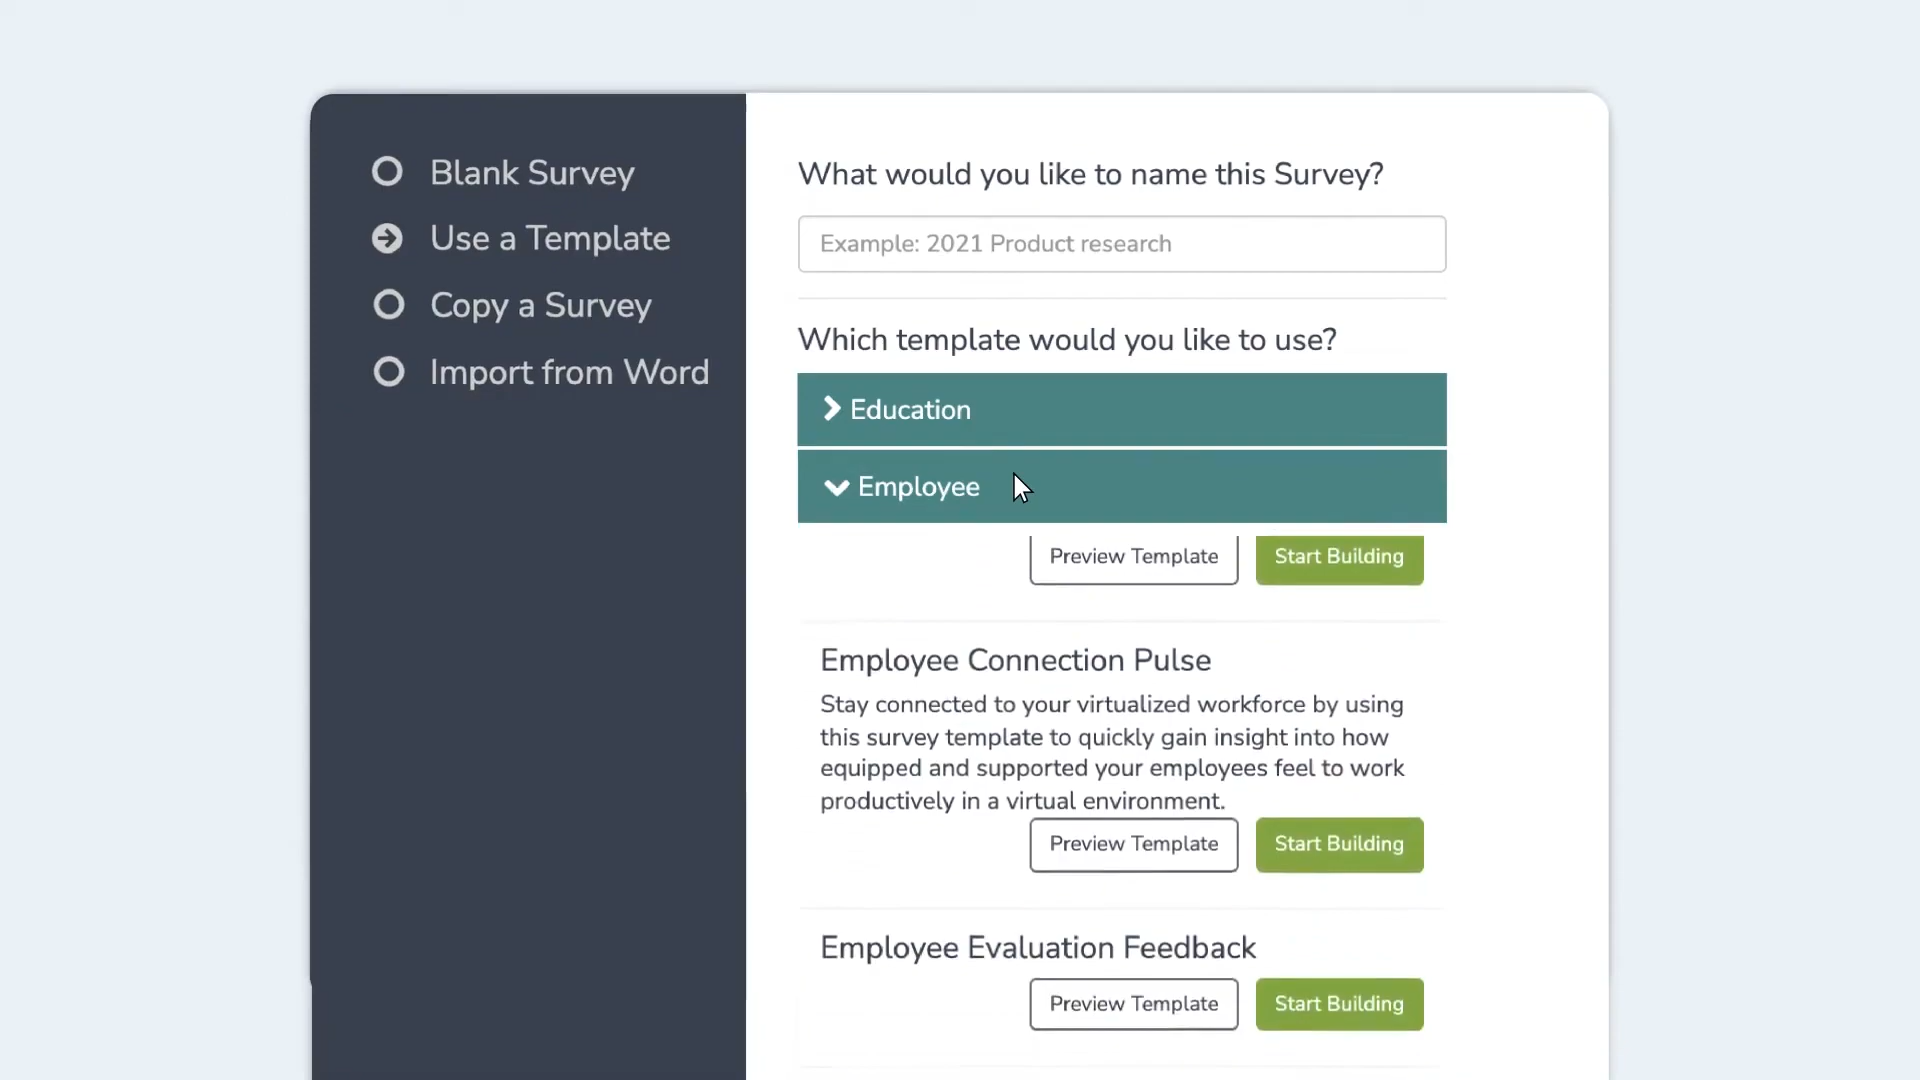 Blank Survey
Use a Template
Copy a Survey
Import from Word
What would you like to name this Survey?
Example: 2021 Product research
Which template would you like to use?
Education
Employee
Preview Template
Start Building
Employee Connection Pulse
Stay connected to your virtualized workforce by using
this survey template to quickly gain insight into how
equipped and supported your employees feel to work
productively in a virtual environment.
Preview Template
Start Building
Employee Evaluation Feedback
Preview Template
Start Building